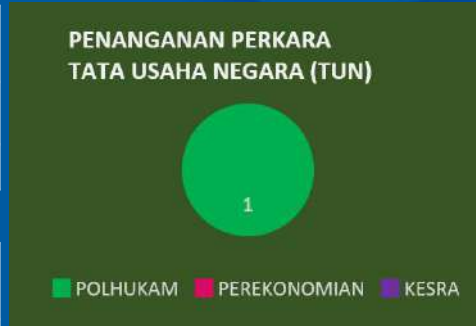 PENANGANAN PERKARA
TATA USAHA NEGARA (TUN)
1
POLHUKAM PEREKONOMIAN KESRA